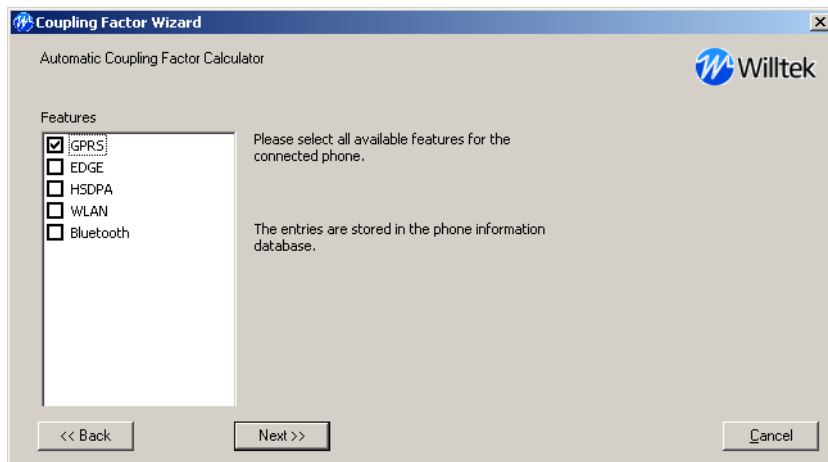 Coupling Factor Wizard
Automatic Coupling Factor Calculator
Willtek
Features
GPRS
EDGE
HSDPA
WLAN
Bluetooth
Please select all available features for the
connected phone.
The entries are stored in the phone information
database.
<< Back
Next >>
Cancel